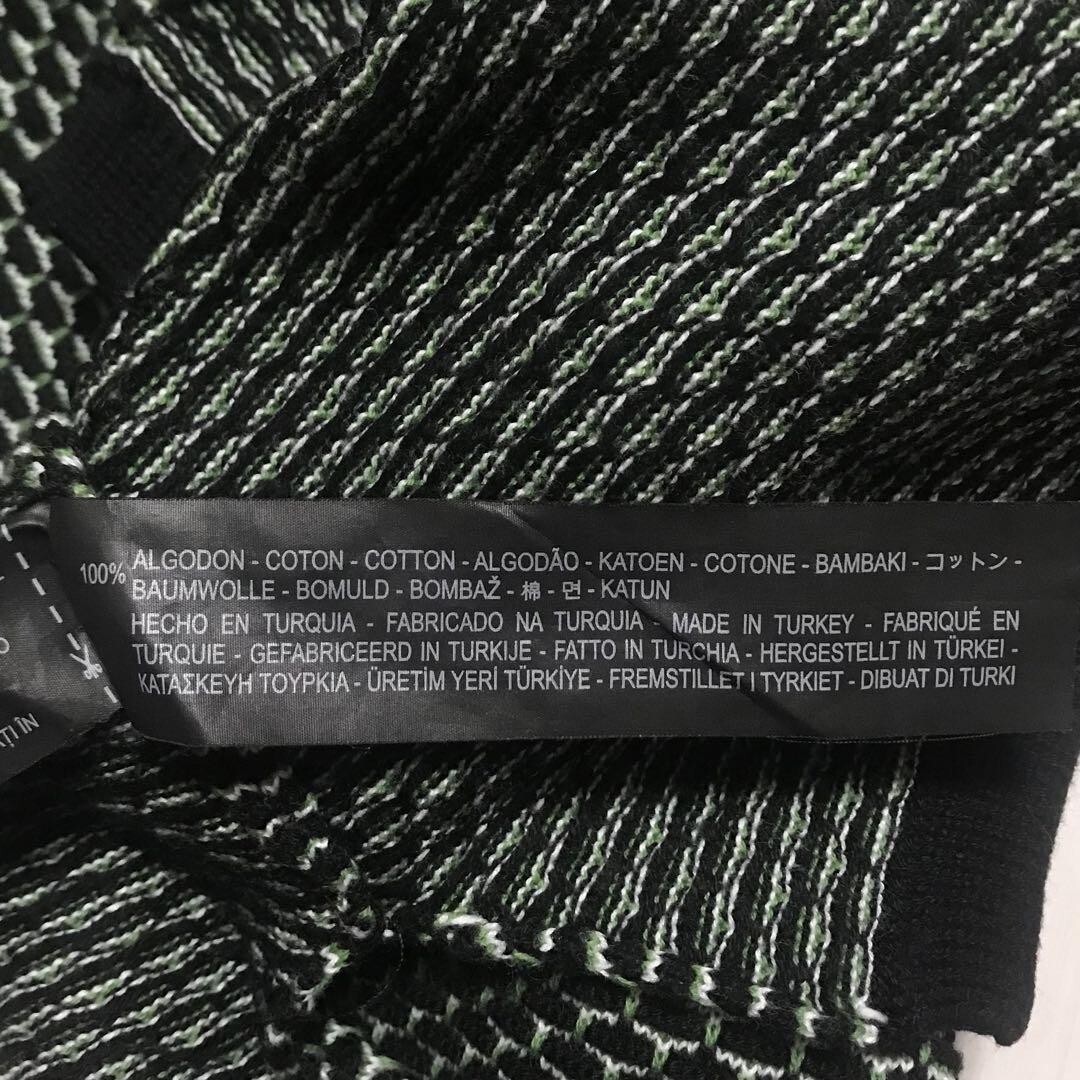 100% ALGODON - COTON - COTTON - ALGODÃO - KATOEN - COTONE - BAMBAKI - コットン -
BAUMWOLLE - BOMULD - BOMBAŽ - 棉 - 면 - KATUN
HECHO EN TURQUIA - FABRICADO NA TURQUIA - MADE IN TURKEY - FABRIQUÉ EN
TURQUIE - GEFABRICEERD IN TURKIJE - FATTO IN TURCHIA - HERGESTELLT IN TÜRKEI -
ΚΑΤΑΣΚΕΥΗ ΤΟΥΡΚΙΑ - ÜRETİM YERİ TÜRKİYE - FREMSTILLET I TYRKIET - DIBUAT DI TURKI
ÎN